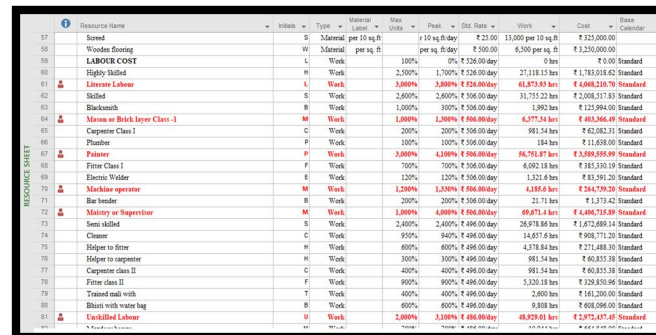 Resource Name Initials Type Material Label Max Units Peak Std. Rate Work Cost Base Calendar
57 Screed S Material per 10 sq.ft r 10 sq.ft/day ₹ 25.00 13,000 per 10 sq. ft ₹ 325,000.00
58 Wooden flooring W Material per sq. ft per sq. ft/day ₹ 500.00 6,500 per sq. ft ₹ 3,250,000.00
59 LABOUR COST L Work 100% 0% ₹ 526.00/day 0 hrs ₹ 0.00 Standard
60 Highly Skilled H Work 2,500% 1,700% ₹ 526.00/day 27,118.15 hrs ₹ 1,783,018.62 Standard
61 Literate Labour L Work 3,000% 3,800% ₹ 526.00/day 61,873.93 hrs ₹ 4,068,210.70 Standard
62 Skilled S Work 2,600% 2,600% ₹ 506.00/day 31,755.22 hrs ₹ 2,008,517.83 Standard
63 Blacksmith B Work 1,000% 300% ₹ 506.00/day 1,992 hrs ₹ 125,994.00 Standard
64 Mason or Brick layer Class -1 M Work 1,000% 1,300% ₹ 506.00/day 6,377.34 hrs ₹ 403,366.49 Standard
65 Carpenter Class I C Work 200% 200% ₹ 506.00/day 981.54 hrs ₹ 62,082.31 Standard
66 Plumber P Work 100% 100% ₹ 506.00/day 184 hrs ₹ 11,638.00 Standard
67 Painter P Work 3,000% 4,100% ₹ 506.00/day 56,751.87 hrs ₹ 3,589,555.99 Standard
68 Fitter Class I F Work 700% 700% ₹ 506.00/day 6,092.18 hrs ₹ 385,330.19 Standard
69 Electric Welder E Work 120% 120% ₹ 506.00/day 1,321.6 hrs ₹ 83,591.20 Standard
70 Machine operator M Work 1,200% 1,330% ₹ 506.00/day 4,185.6 hrs ₹ 264,739.20 Standard
71 Bar bender B Work 200% 200% ₹ 506.00/day 21.71 hrs ₹ 1,373.42 Standard
72 Maistry or Supervisor M Work 1,000% 4,000% ₹ 506.00/day 69,671.4 hrs ₹ 4,406,715.89 Standard
73 Semi skilled S Work 2,400% 2,400% ₹ 496.00/day 26,978.86 hrs ₹ 1,672,689.14 Standard
74 Cleaner C Work 950% 940% ₹ 496.00/day 14,657.6 hrs ₹ 908,771.20 Standard
75 Helper to fitter H Work 600% 600% ₹ 496.00/day 4,378.84 hrs ₹ 271,488.30 Standard
76 Helper to carpenter H Work 300% 300% ₹ 496.00/day 981.54 hrs ₹ 60,855.38 Standard
77 Carpenter class II C Work 400% 400% ₹ 496.00/day 981.54 hrs ₹ 60,855.38 Standard
78 Fitter class II F Work 900% 900% ₹ 496.00/day 5,320.18 hrs ₹ 329,850.96 Standard
79 Trained mali with T Work 400% 400% ₹ 496.00/day 2,600 hrs ₹ 161,200.00 Standard
80 Bhisti with water bag B Work 600% 600% ₹ 496.00/day 9,808 hrs ₹ 608,096.00 Standard
81 Unskilled Labour U Work 2,000% 3,100% ₹ 486.00/day 48,929.01 hrs ₹ 2,972,437.45 Standard
RESOURCE SHEET